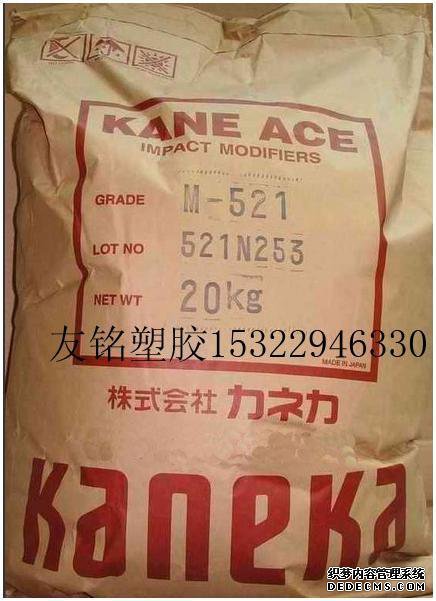 KANE ACE
IMPACT MODIFIERS
GRADE M-521
LOT NO 521N253
NET WT 20kg
友铭塑胶15322946330
MADE IN JAPAN
株式会社 カネカ
kaneka
织梦内容管理系统
DEDECMS.COM